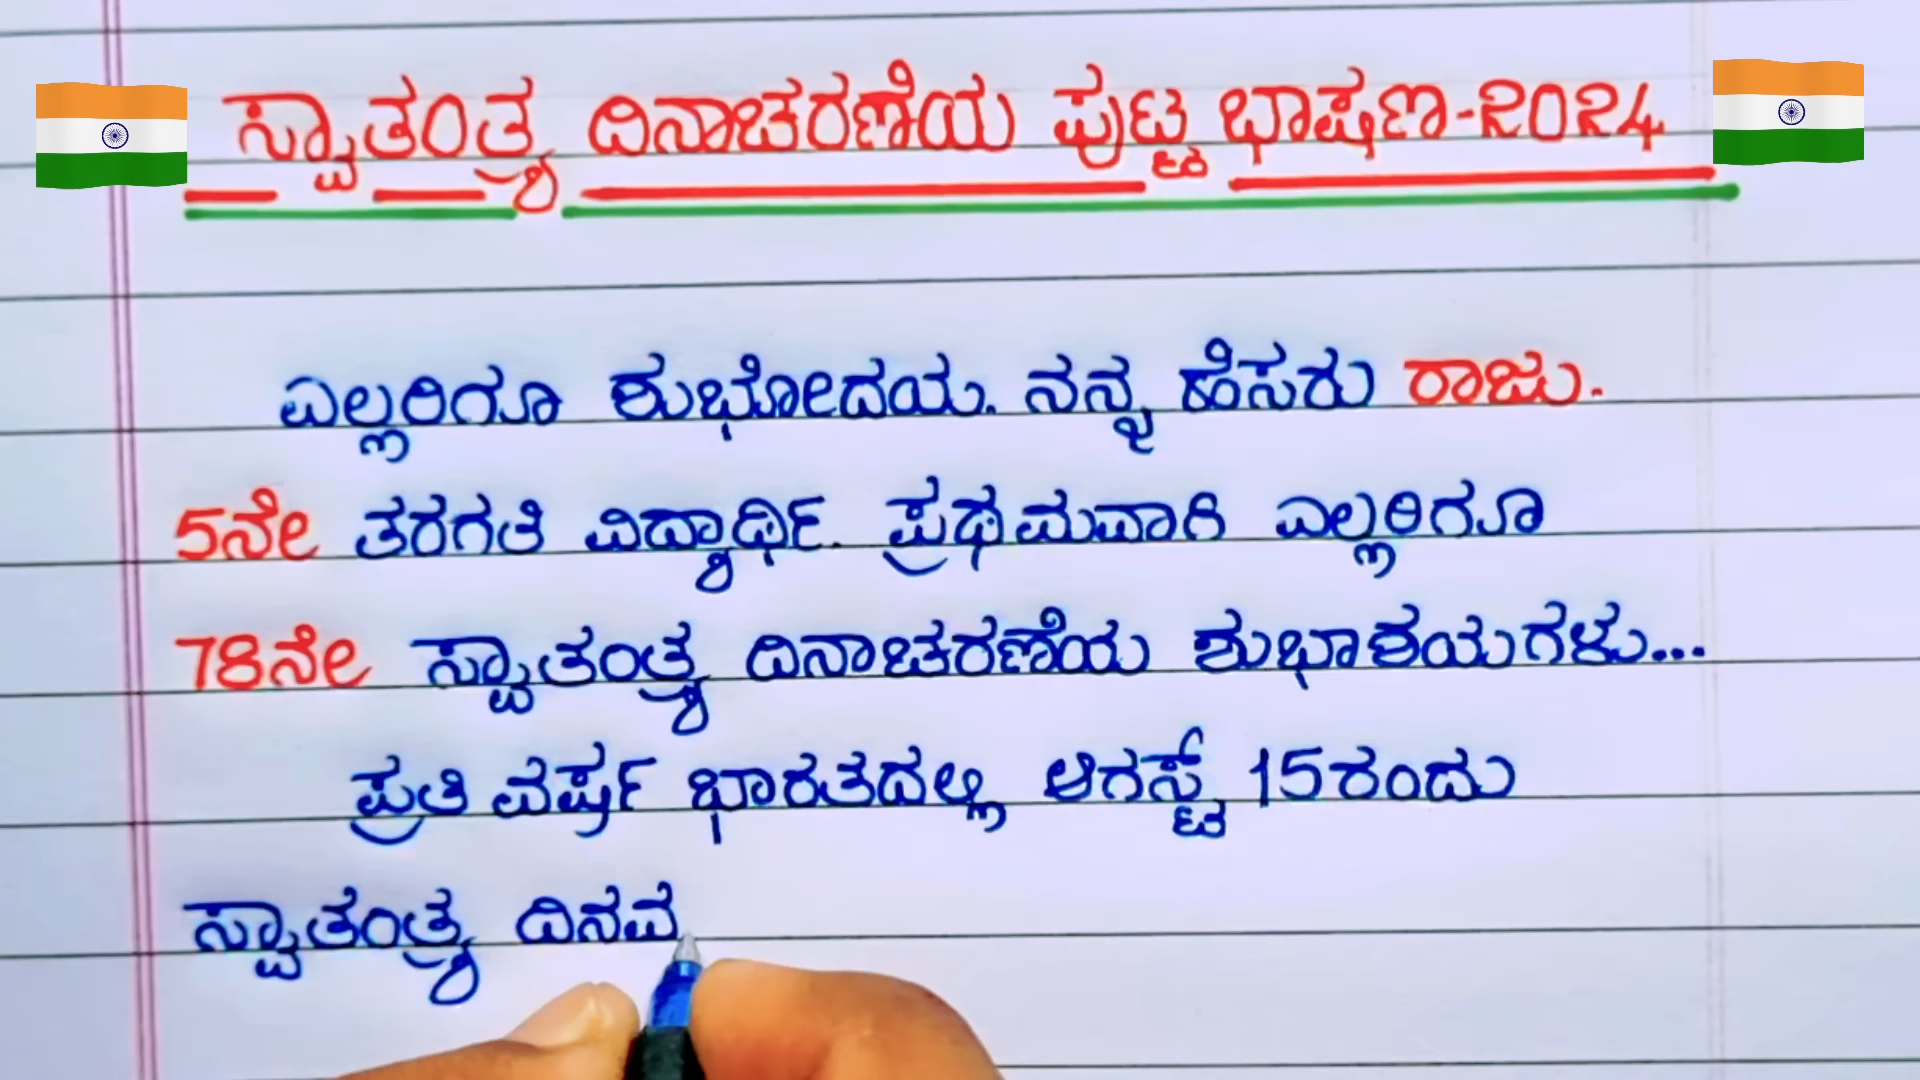 ಸ್ವಾತಂತ್ರ್ಯ ದಿನಾಚರಣೆಯ ಪುಟ್ಟ ಭಾಷಣ-೨೦೨೪
ಎಲ್ಲರಿಗೂ ಶುಭೋದಯ. ನನ್ನ ಹೆಸರು ರಾಜು.
5ನೇ ತರಗತಿ ವಿದ್ಯಾರ್ಥಿ. ಪ್ರಥಮವಾಗಿ ಎಲ್ಲರಿಗೂ
78ನೇ ಸ್ವಾತಂತ್ರ್ಯ ದಿನಾಚರಣೆಯ ಶುಭಾಶಯಗಳು...
ಪ್ರತಿ ವರ್ಷ ಭಾರತದಲ್ಲಿ ಆಗಸ್ಟ್ 15ರಂದು
ಸ್ವಾತಂತ್ರ್ಯ ದಿನವ